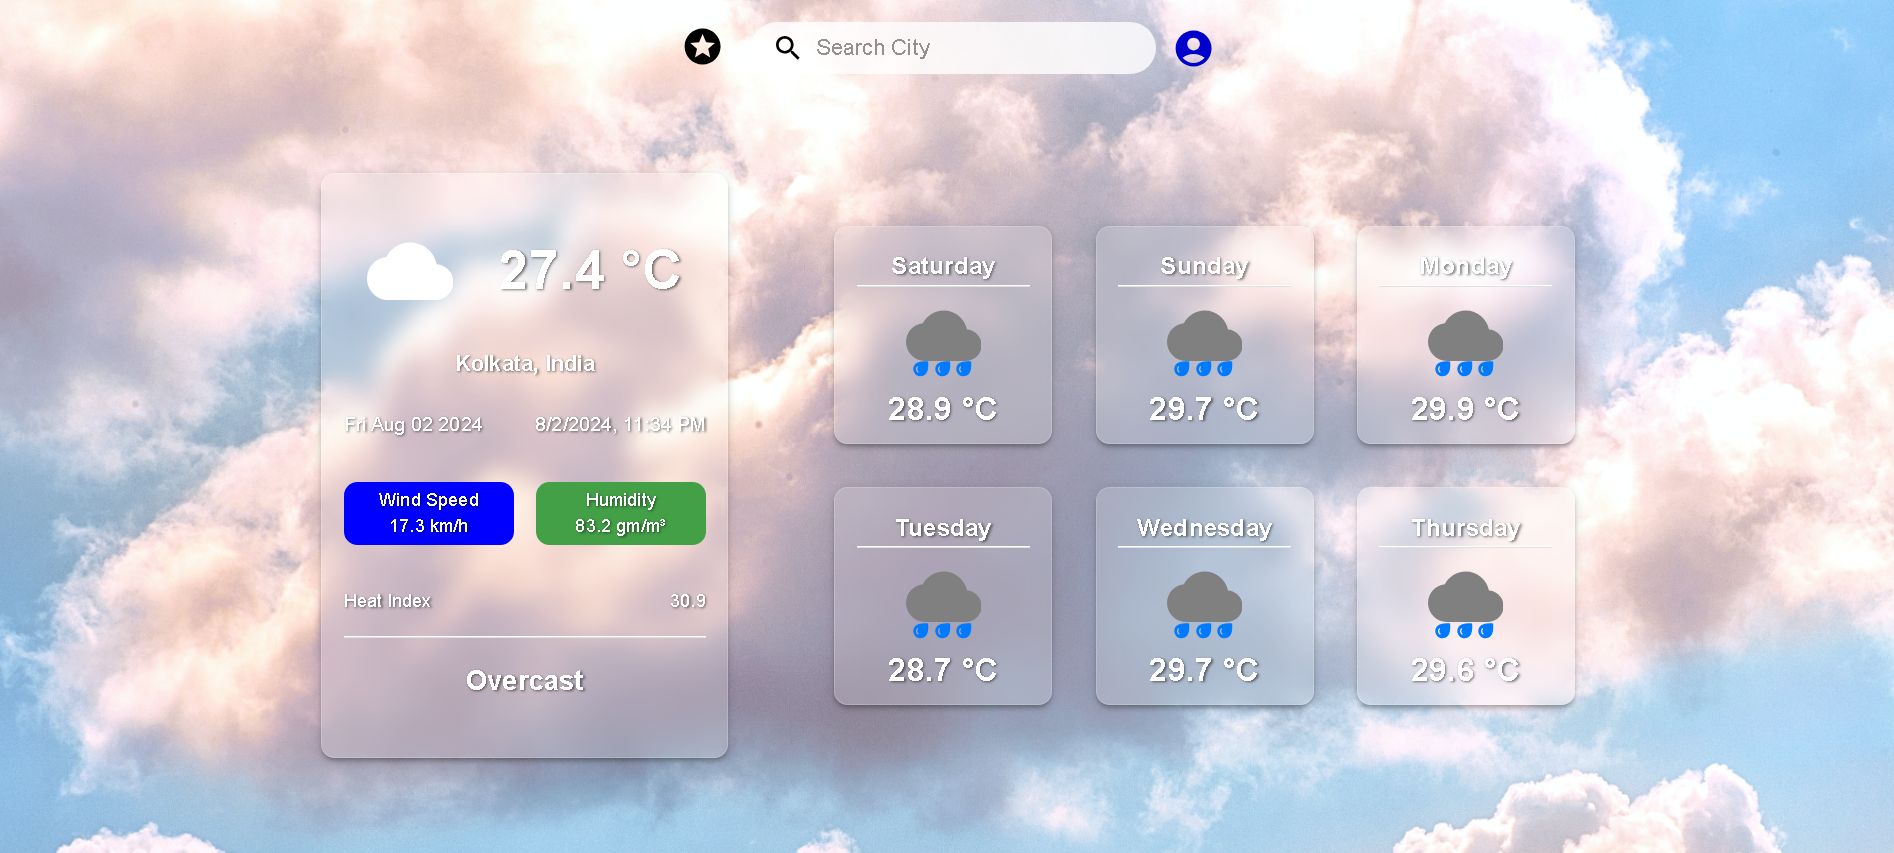 Search City
27.4 °C
Kolkata, India
Fri Aug 02 2024 8/2/2024, 11:34 PM
Wind Speed
17.3 km/h
Humidity
83.2 gm/m³
Heat Index 30.9
Overcast
Saturday
28.9 °C
Sunday
29.7 °C
Monday
29.9 °C
Tuesday
28.7 °C
Wednesday
29.7 °C
Thursday
29.6 °C